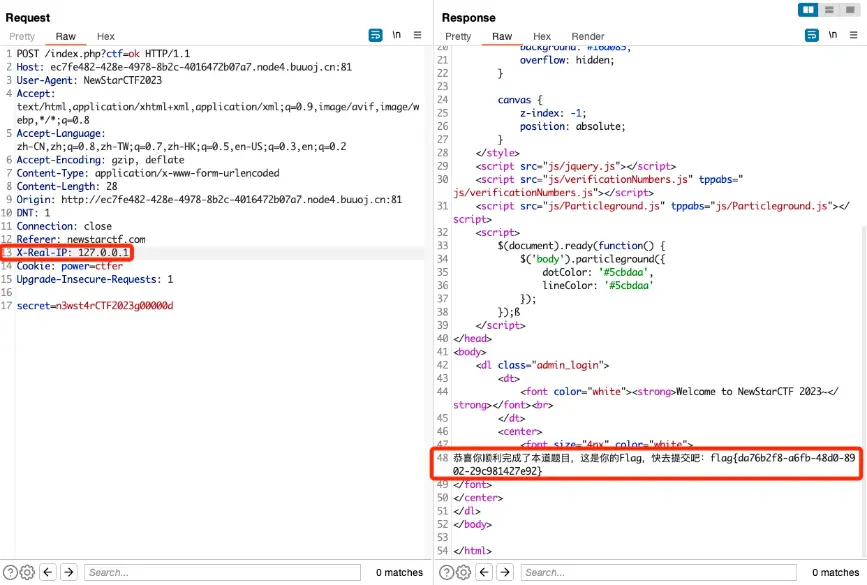 Request
Pretty Raw Hex
\n
1 POST /index.php?ctf=ok HTTP/1.1
2 Host: ec7fe482-428e-4978-8b2c-4016472b07a7.node4.buuoj.cn:81
3 User-Agent: NewStarCTF2023
4 Accept:
text/html,application/xhtml+xml,application/xml;q=0.9,image/avif,image/w
ebp,*/*;q=0.8
5 Accept-Language:
zh-CN,zh;q=0.8,zh-TW;q=0.7,zh-HK;q=0.5,en-US;q=0.3,en;q=0.2
6 Accept-Encoding: gzip, deflate
7 Content-Type: application/x-www-form-urlencoded
8 Content-Length: 28
9 Origin: http://ec7fe482-428e-4978-8b2c-4016472b07a7.node4.buuoj.cn:81
10 DNT: 1
11 Connection: close
12 Referer: newstarctf.com
13 X-Real-IP: 127.0.0.1
14 Cookie: power=ctfer
15 Upgrade-Insecure-Requests: 1
16
17 secret=n3wst4rCTF2023g00000d
Search...
0 matches
Response
Pretty Raw Hex Render
\n
20 background: #16a085;
21 overflow: hidden;
22 }
23
24 canvas {
25 z-index: -1;
26 position: absolute;
27 }
28 </style>
29 <script src="js/jquery.js"></script>
30 <script src="js/verificationNumbers.js" tppabs="
js/verificationNumbers.js"></script>
31 <script src="js/Particleground.js" tppabs="js/Particleground.js"></
script>
32 <script>
33 $(document).ready(function() {
34 $('body').particleground({
35 dotColor: '#5cbdaa',
36 lineColor: '#5cbdaa'
37 });
38 });ß
39 </script>
40 </head>
41 <body>
42 <dl class="admin_login">
43 <dt>
44 <font color="white"><strong>Welcome to NewStarCTF 2023~</
strong></font><br>
45 </dt>
46 <center>
47 <font size="4px" color="white">
48 恭喜你顺利完成了本道题目，这是你的Flag，快去提交吧：flag{da76b2f8-a6fb-48d0-89
02-29c981427e92}
49 </font>
50 </center>
51 </dl>
52 </body>
53
54 </html>
Search...
0 matches